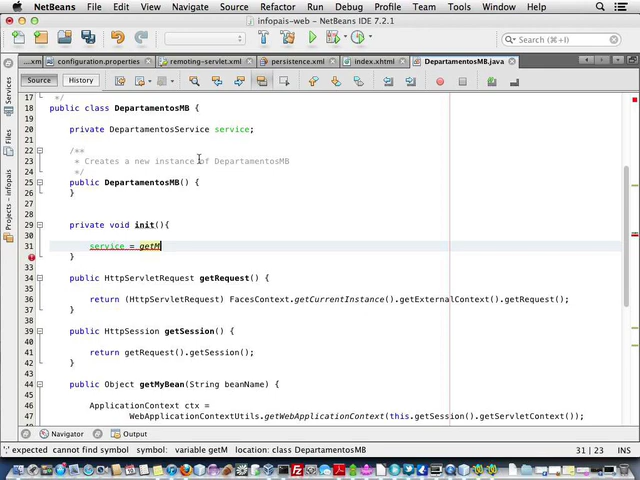 NetBeans File Edit View Navigate Source Refactor Run Debug Profile Team Tools Window Help
infopais-web - NetBeans IDE 7.2.1
Search (⌘+I)
...xml configuration.properties remoting-servlet.xml persistence.xml index.xhtml DepartamentosMB.java
Source History
Services
Files
Projects - infopais
17 */
18 public class DepartamentosMB {
19
20 private DepartamentosService service;
21
22 /**
23 * Creates a new instance of DepartamentosMB
24 */
25 public DepartamentosMB() {
26 }
29 private void init(){
30
31 service = getM
}
34 public HttpServletRequest getRequest() {
35
36 return (HttpServletRequest) FacesContext.getCurrentInstance().getExternalContext().getRequest();
37 }
39 public HttpSession getSession() {
40
41 return getRequest().getSession();
42 }
44 public Object getMyBean(String beanName) {
45
46 ApplicationContext ctx =
47 WebApplicationContextUtils.getWebApplicationContext(this.getSession().getServletContext());
Navigator Output
';' expected cannot find symbol symbol: variable getM location: class DepartamentosMB 31 | 23 INS